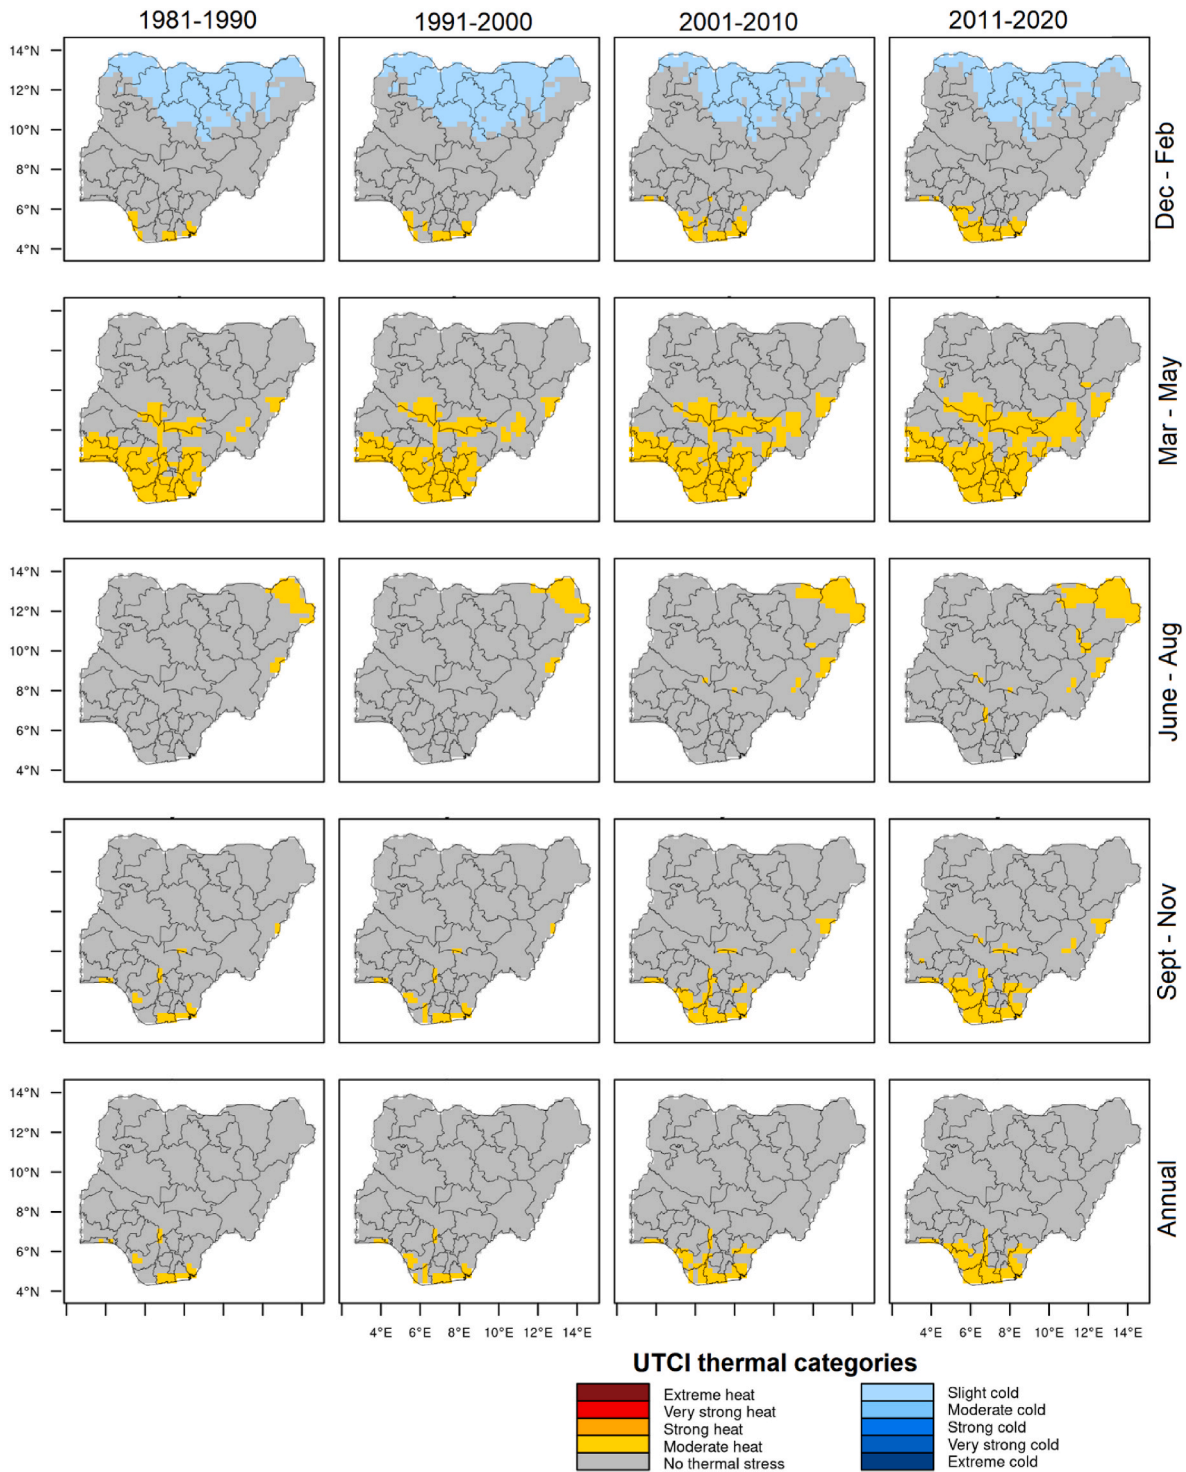 1981-1990 1991-2000 2001-2010 2011-2020
14°N
12°N
10°N
8°N
6°N
4°N
Dec - Feb
Mar - May
14°N
12°N
10°N
8°N
6°N
4°N
June - Aug
Sept - Nov
14°N
12°N
10°N
8°N
6°N
4°N
Annual
4°E 6°E 8°E 10°E 12°E 14°E 4°E 6°E 8°E 10°E 12°E 14°E
UTCI thermal categories
Extreme heat
Very strong heat
Strong heat
Moderate heat
No thermal stress
Slight cold
Moderate cold
Strong cold
Very strong cold
Extreme cold